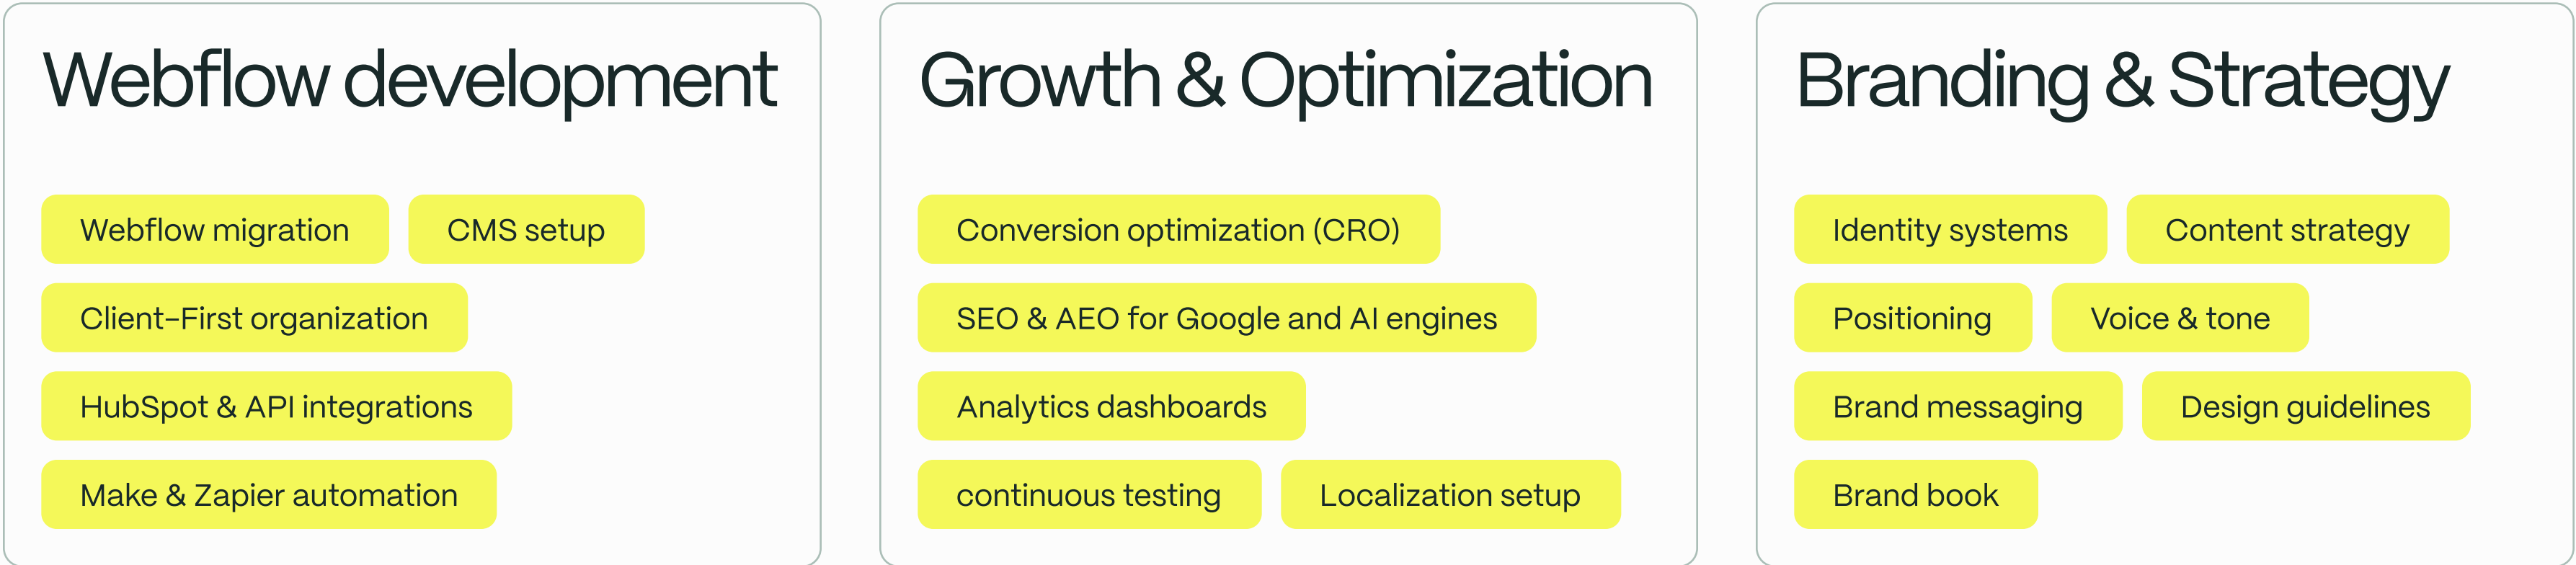 Webflow development
Webflow migration
CMS setup
Client-First organization
HubSpot & API integrations
Make & Zapier automation
Growth & Optimization
Conversion optimization (CRO)
SEO & AEO for Google and AI engines
Analytics dashboards
continuous testing
Localization setup
Branding & Strategy
Identity systems
Content strategy
Positioning
Voice & tone
Brand messaging
Design guidelines
Brand book